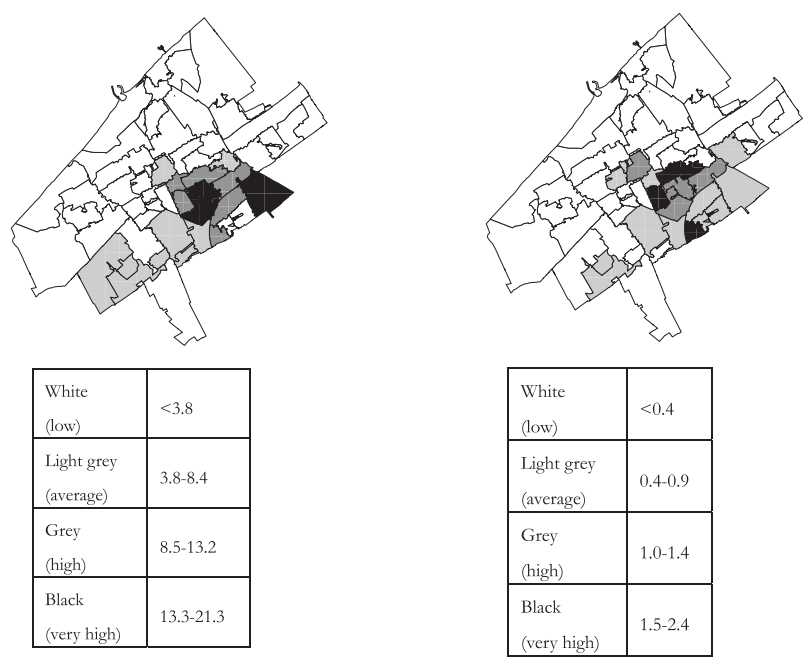 White
(low)
<3.8
Light grey
(average)
3.8-8.4
Grey
(high)
8.5-13.2
Black
(very high)
13.3-21.3
White
(low)
<0.4
Light grey
(average)
0.4-0.9
Grey
(high)
1.0-1.4
Black
(very high)
1.5-2.4